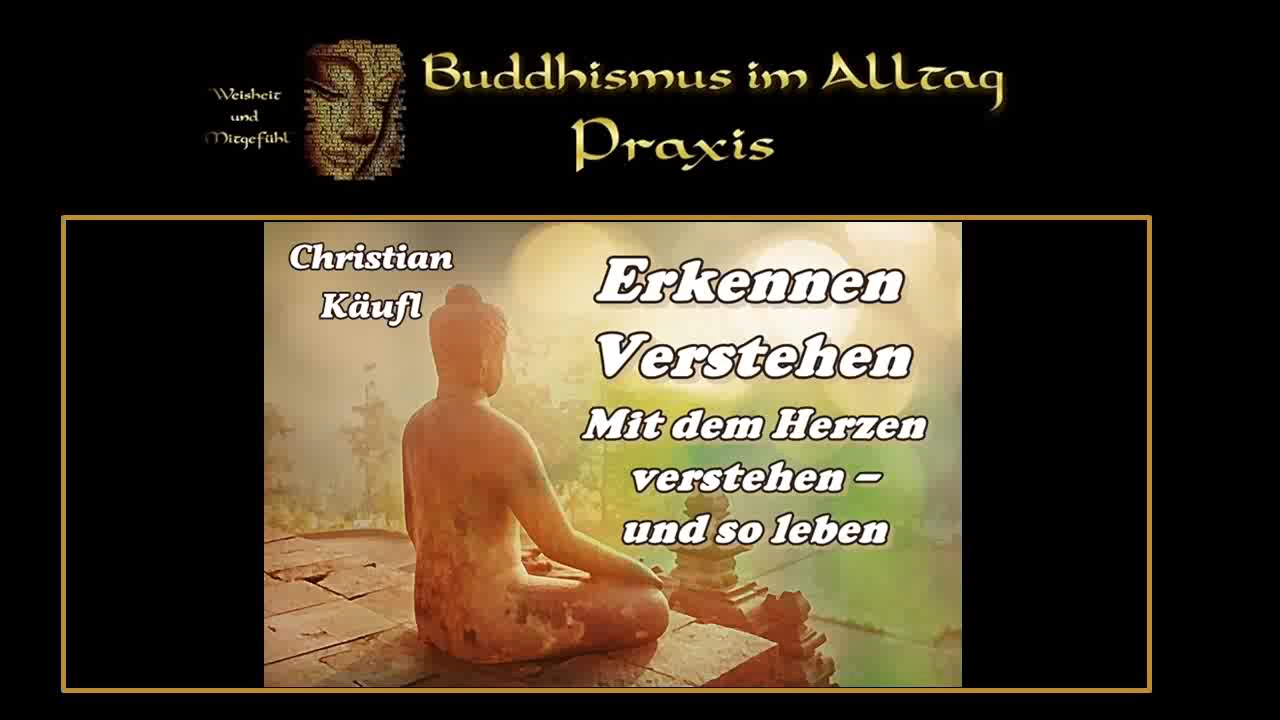 Buddhismus im Alltag
Praxis
Weisheit
und
Mitgefühl
Christian
Käufl
Erkennen
Verstehen
Mit dem Herzen
verstehen –
und so leben